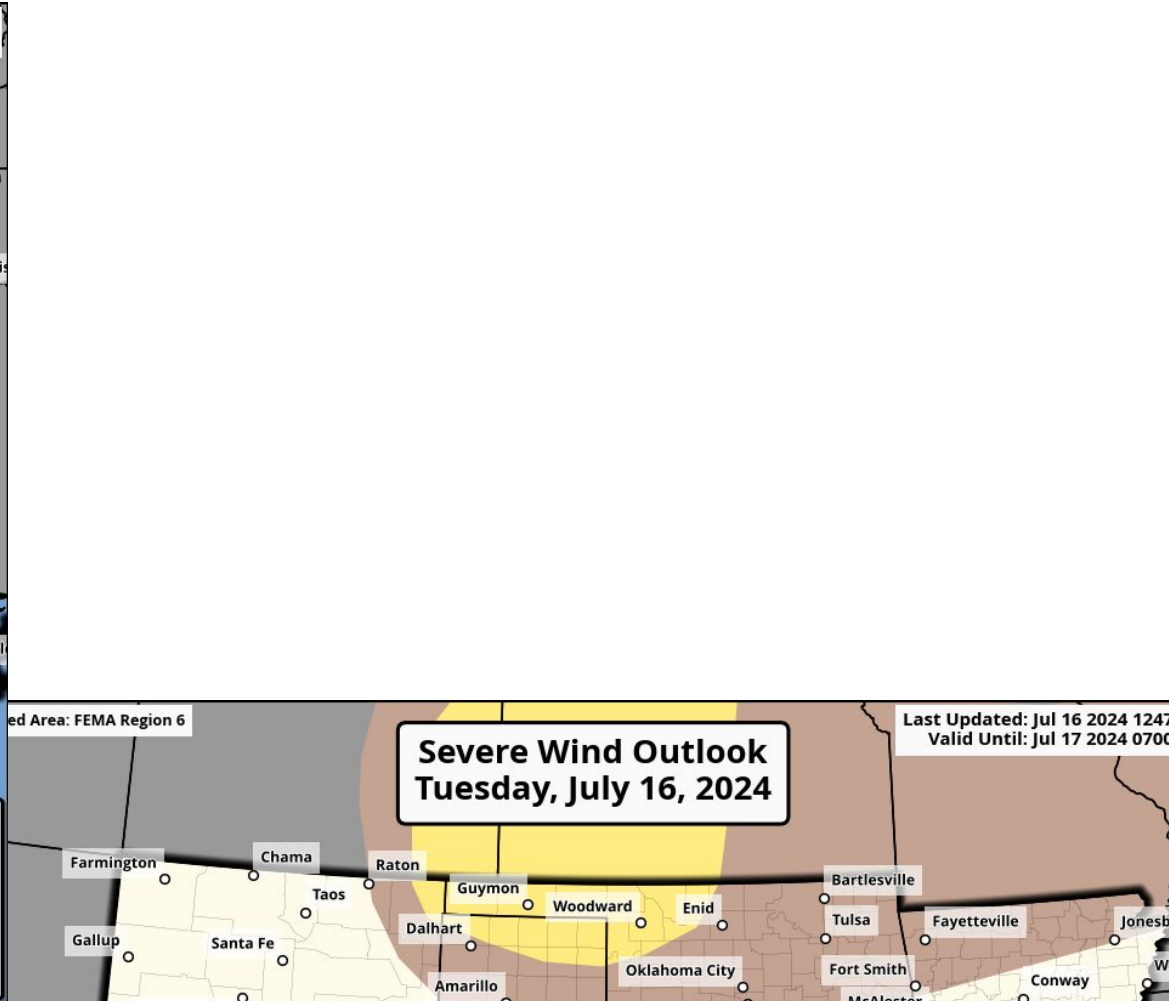 ed Area: FEMA Region 6
Severe Wind Outlook
Tuesday, July 16, 2024
Last Updated: Jul 16 2024 1247
Valid Until: Jul 17 2024 0700
Farmington
Chama
Raton
Taos
Guymon
Woodward
Enid
Bartlesville
Tulsa
Fayetteville
Jonesb
Gallup
Santa Fe
Dalhart
Amarillo
Oklahoma City
Fort Smith
McAlester
Conway
W